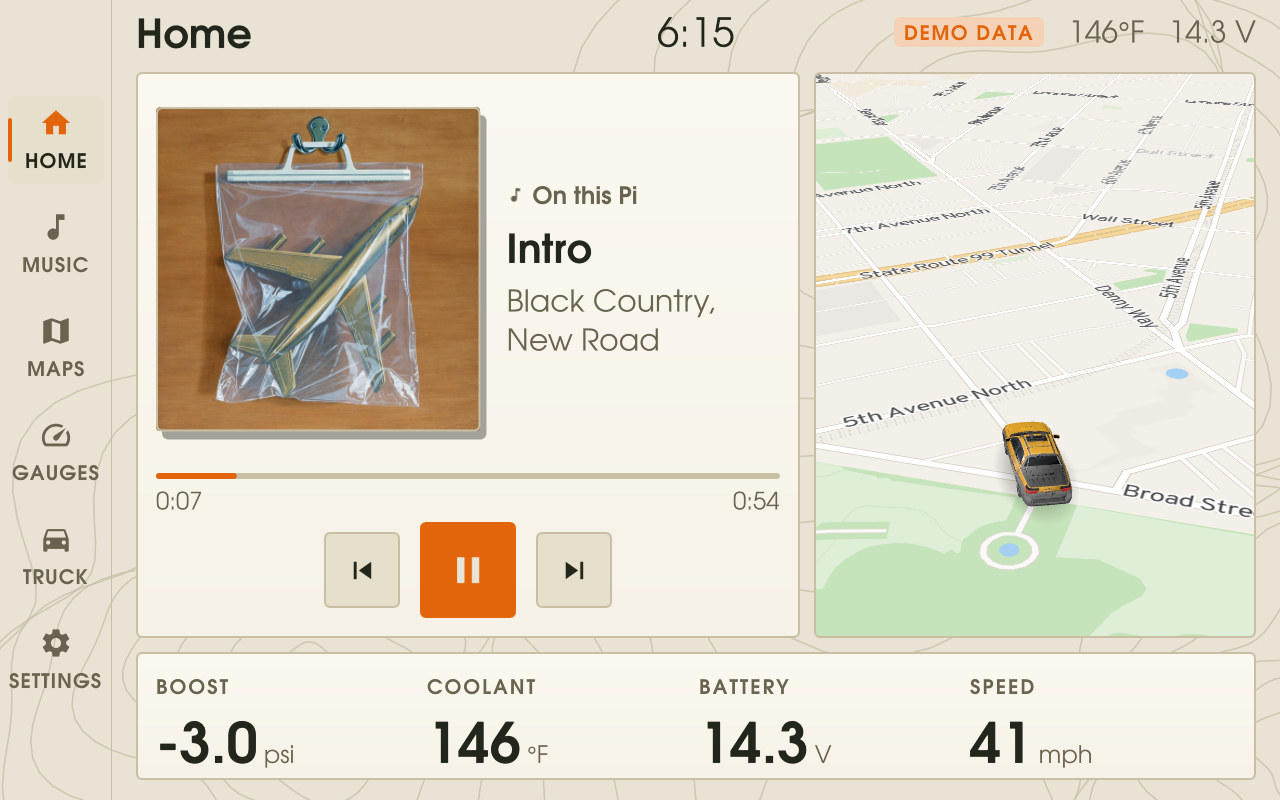 Home
6:15
DEMO DATA
146°F
14.3 V
HOME
MUSIC
MAPS
GAUGES
TRUCK
SETTINGS
On this Pi
Intro
Black Country,
New Road
0:07
0:54
7th Avenue North
Wall Street
State Route 99 Tunnel
5th Avenue
5th Avenue
Denny Way
5th Avenue North
Broad Stre
BOOST
-3.0 psi
COOLANT
146 °F
BATTERY
14.3 V
SPEED
41 mph